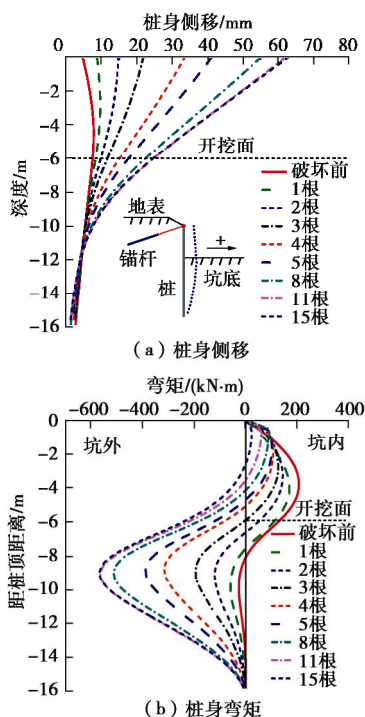 桩身侧移/mm
0 10 20 30 40 50 60 70 80
-2
-4
-6
-8
-10
-12
-14
-16
深度/m
开挖面
地表
锚杆
桩
+
坑底
破坏前
1根
2根
3根
4根
5根
8根
11根
15根
(a) 桩身侧移
弯矩/(kN·m)
-600 -400 -200 0 200 400
0
-2
-4
-6
-8
-10
-12
-14
-16
距桩顶距离/m
坑外
坑内
开挖面
破坏前
1根
2根
3根
4根
5根
8根
11根
15根
(b) 桩身弯矩